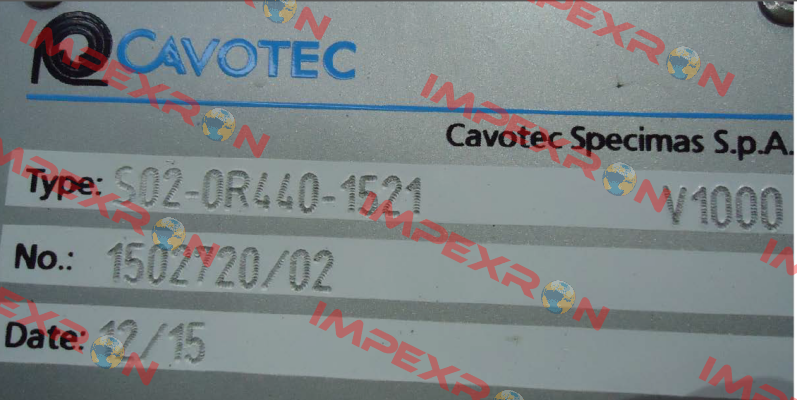 CAVOTEC
Cavotec Specimas S.p.A.
Type: S02-0R440-1521 V1000
No.: 1502720/02
Date: 12/15
IMPEXRON
IMPEXRON
IMPEXRON
IMPEXRON
IMPEXRON
IMPEXRON